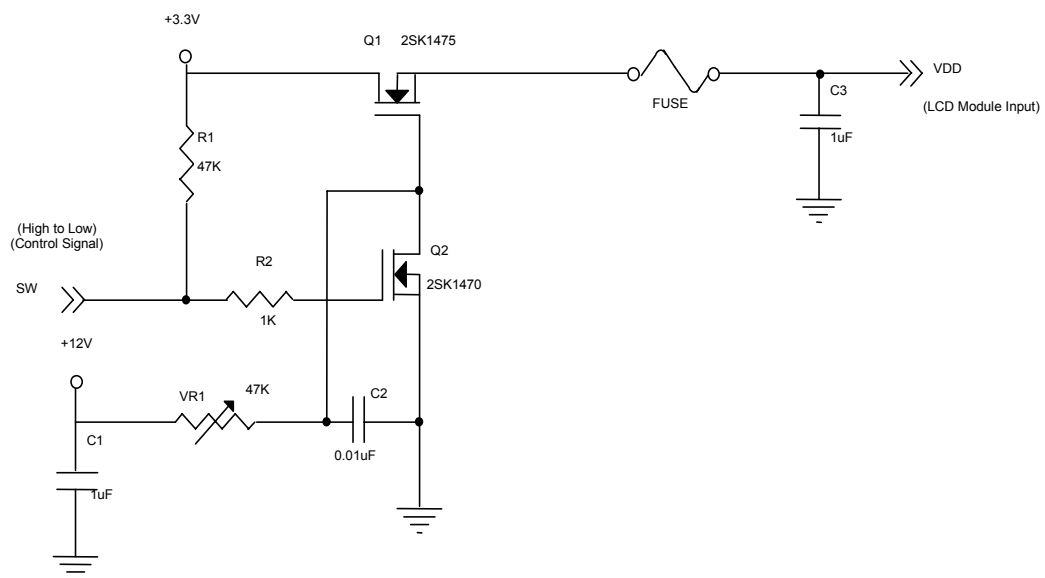 +3.3V
Q1 2SK1475
VDD
FUSE
C3
(LCD Module Input)
R1
1uF
47K
(High to Low)
(Control Signal)
Q2
R2
2SK1470
SW
1K
+12V
47K
VR1
C2
C1
0.01uF
1uF